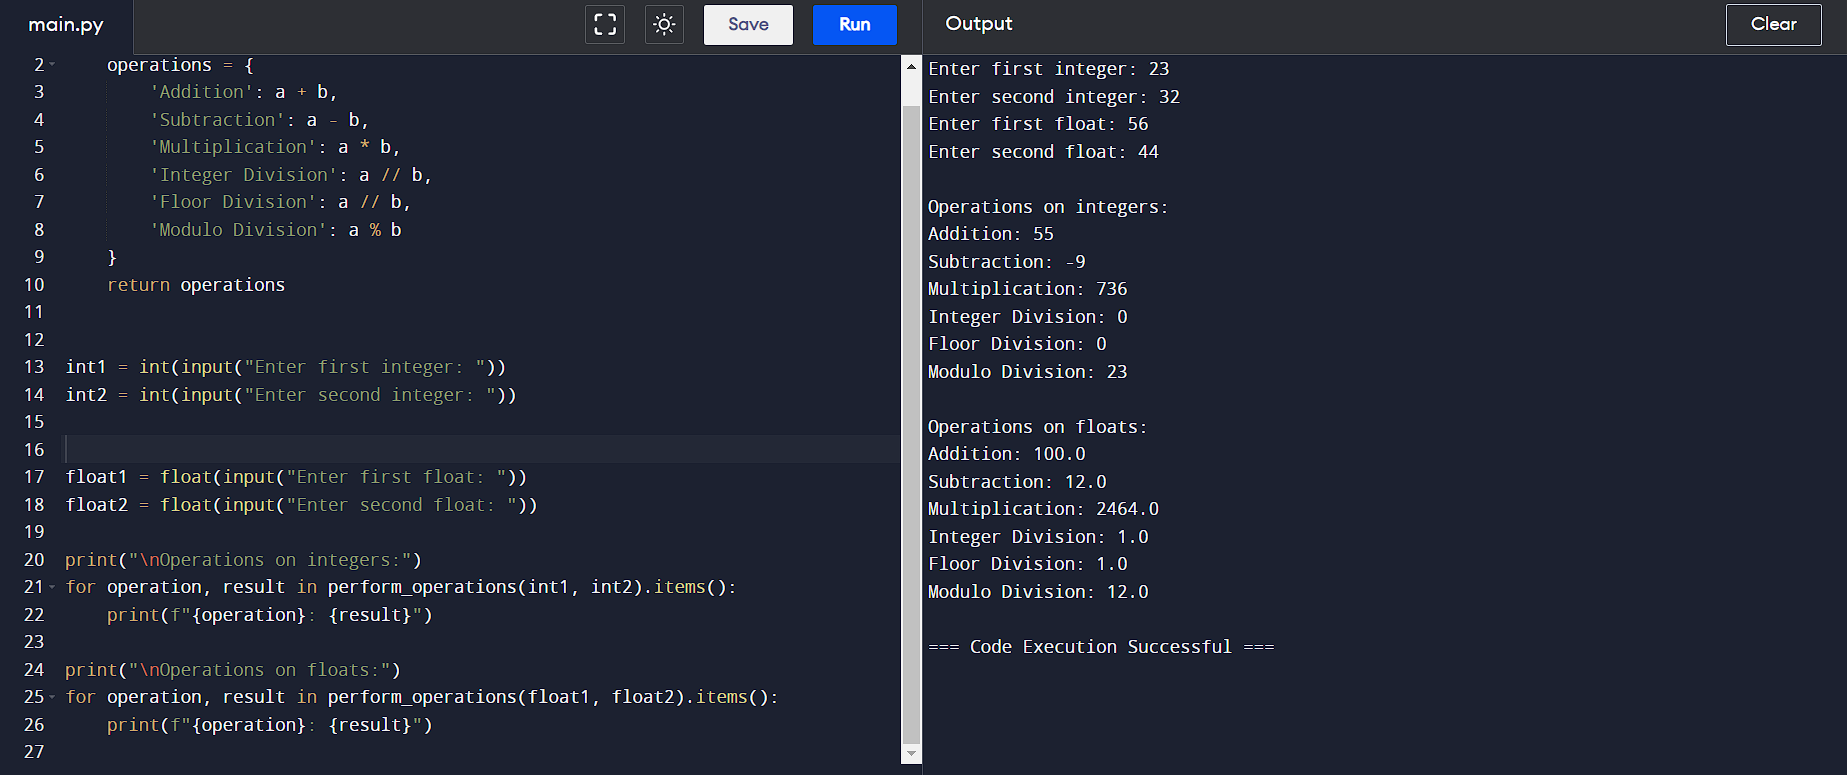 main.py
Save
Run
Output
Clear
2     operations = {
3         'Addition': a + b,
4         'Subtraction': a - b,
5         'Multiplication': a * b,
6         'Integer Division': a // b,
7         'Floor Division': a // b,
8         'Modulo Division': a % b
9     }
10     return operations
11
12
13 int1 = int(input("Enter first integer: "))
14 int2 = int(input("Enter second integer: "))
15
16
17 float1 = float(input("Enter first float: "))
18 float2 = float(input("Enter second float: "))
19
20 print("\nOperations on integers:")
21 for operation, result in perform_operations(int1, int2).items():
22     print(f"{operation}: {result}")
23
24 print("\nOperations on floats:")
25 for operation, result in perform_operations(float1, float2).items():
26     print(f"{operation}: {result}")
27
Enter first integer: 23
Enter second integer: 32
Enter first float: 56
Enter second float: 44
Operations on integers:
Addition: 55
Subtraction: -9
Multiplication: 736
Integer Division: 0
Floor Division: 0
Modulo Division: 23
Operations on floats:
Addition: 100.0
Subtraction: 12.0
Multiplication: 2464.0
Integer Division: 1.0
Floor Division: 1.0
Modulo Division: 12.0
=== Code Execution Successful ===